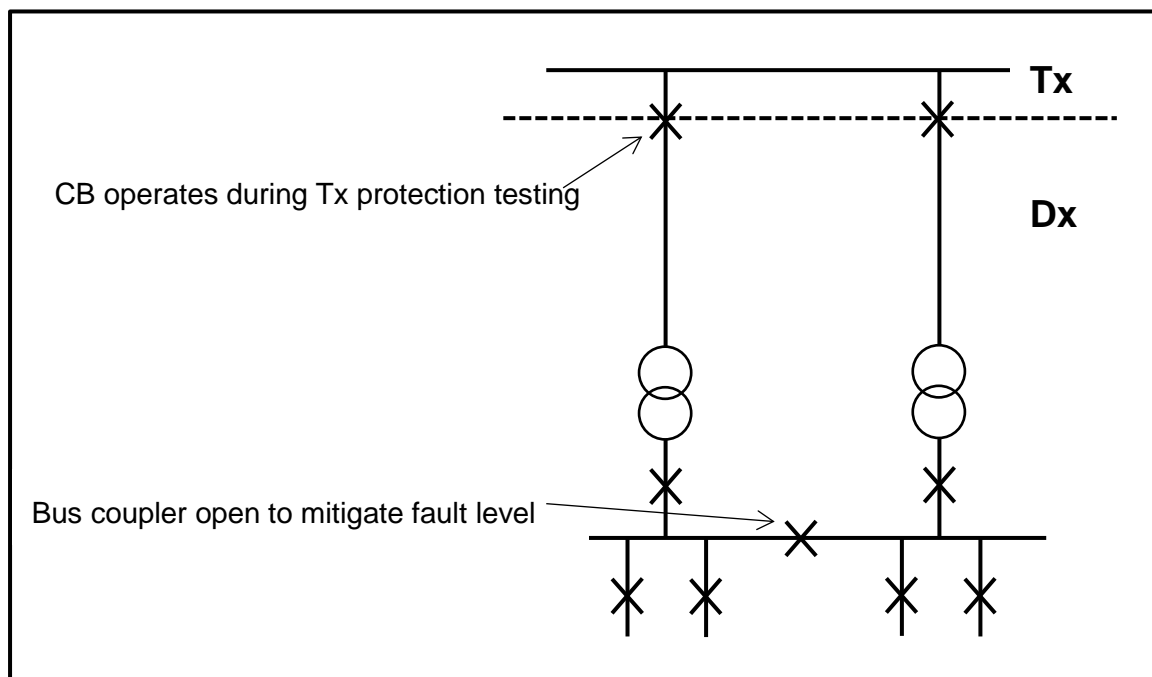 Tx
CB operates during Tx protection testing
Dx
Bus coupler open to mitigate fault level